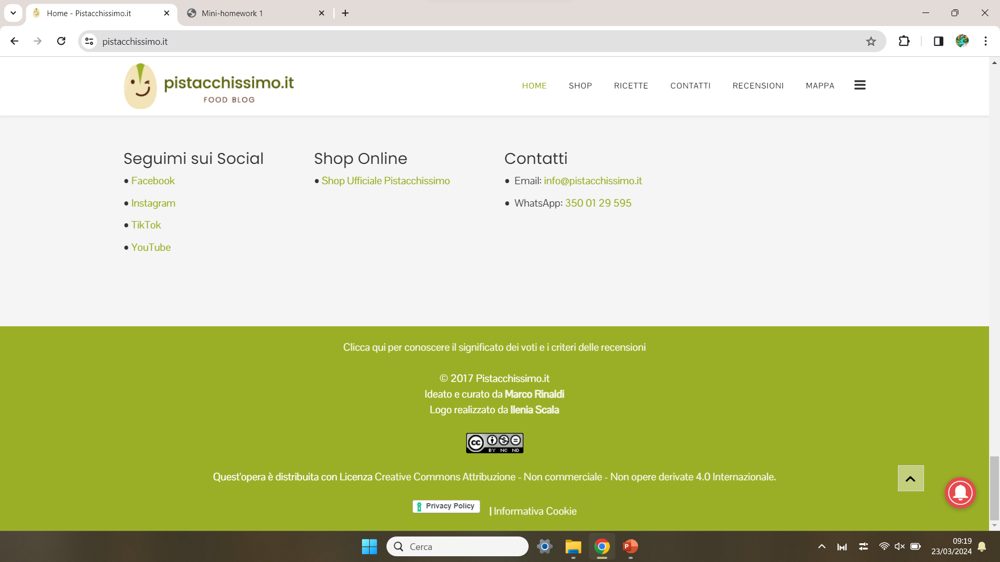 Home - Pistacchissimo.it
Mini-homework 1
pistacchissimo.it
pistacchissimo.it
FOOD BLOG
HOME SHOP RICETTE CONTATTI RECENSIONI MAPPA
Seguimi sui Social
• Facebook
• Instagram
• TikTok
• YouTube
Shop Online
• Shop Ufficiale Pistacchissimo
Contatti
• Email: info@pistacchissimo.it
• WhatsApp: 350 01 29 595
Clicca qui per conoscere il significato dei voti e i criteri delle recensioni
© 2017 Pistacchissimo.it
Ideato e curato da Marco Rinaldi
Logo realizzato da Ilenia Scala
cc BY NC ND
Quest'opera è distribuita con Licenza Creative Commons Attribuzione - Non commerciale - Non opere derivate 4.0 Internazionale.
Privacy Policy | Informativa Cookie
Cerca
P
09:19
23/03/2024